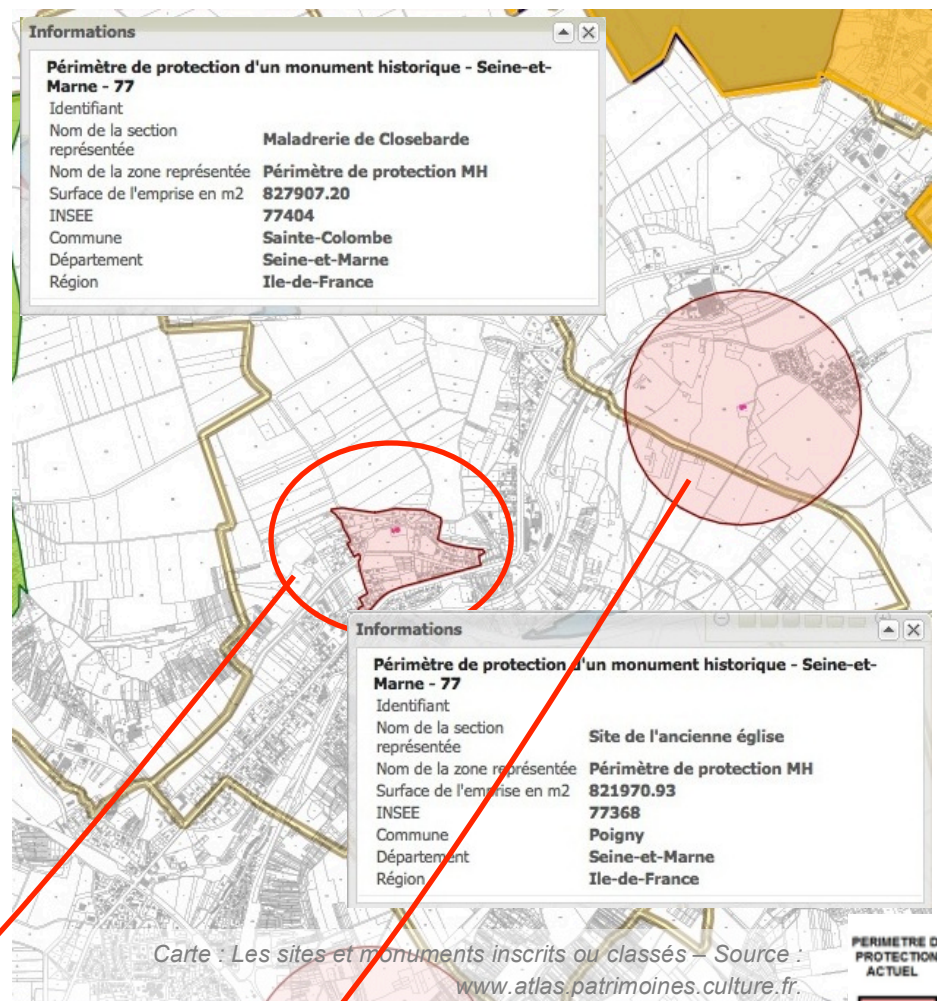 Informations
Périmètre de protection d'un monument historique - Seine-et-
Marne - 77
Identifiant
Nom de la section
représentée Maladrerie de Closebarde
Nom de la zone représentée Périmètre de protection MH
Surface de l'emprise en m2 827907.20
INSEE 77404
Commune Sainte-Colombe
Département Seine-et-Marne
Région Ile-de-France
Informations
Périmètre de protection d'un monument historique - Seine-et-
Marne - 77
Identifiant
Nom de la section
représentée Site de l'ancienne église
Nom de la zone représentée Périmètre de protection MH
Surface de l'emprise en m2 821970.93
INSEE 77368
Commune Poigny
Département Seine-et-Marne
Région Ile-de-France
Carte : Les sites et monuments inscrits ou classés – Source :
www.atlas.patrimoines.culture.fr.
PERIMETRE D
PROTECTION
ACTUEL